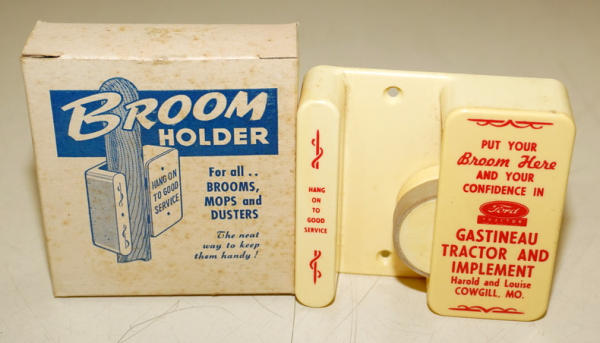 BROOM
HOLDER
HANG ON
TO GOOD
SERVICE
For all ..
BROOMS,
MOPS and
DUSTERS
The neat
way to keep
them handy!
HANG
ON
TO
GOOD
SERVICE
PUT YOUR
Broom Here
AND YOUR
CONFIDENCE IN
Ford
TRACTOR
GASTINEAU
TRACTOR AND
IMPLEMENT
Harold and Louise
COWGILL, MO.